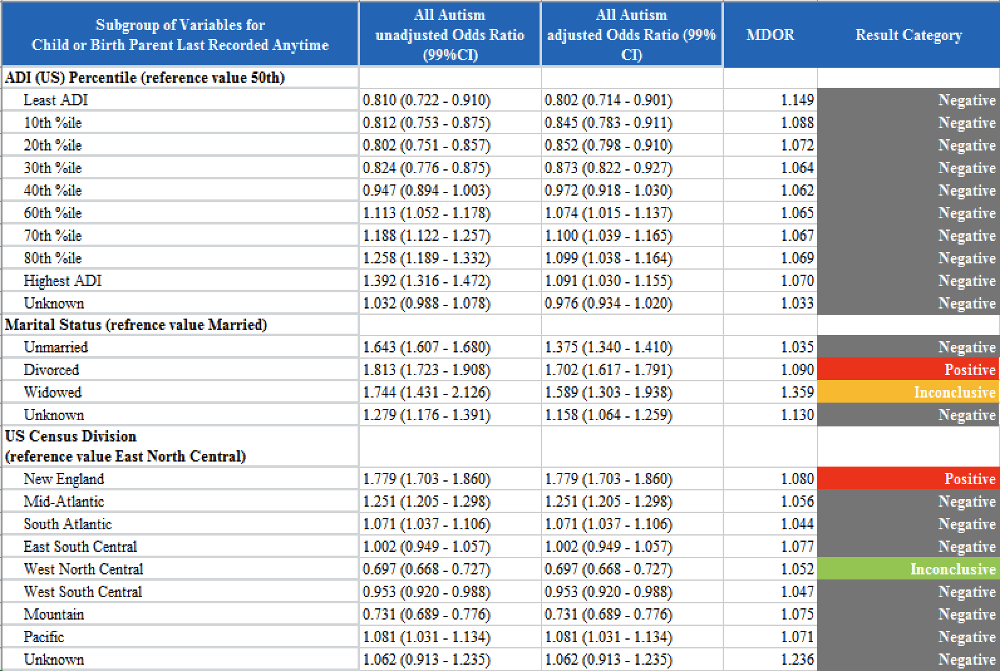 Subgroup of Variables for
Child or Birth Parent Last Recorded Anytime
All Autism
unadjusted Odds Ratio
(99%CI)
All Autism
adjusted Odds Ratio (99%
CI)
MDOR
Result Category
ADI (US) Percentile (reference value 50th)
Least ADI 0.810 (0.722 - 0.910) 0.802 (0.714 - 0.901) 1.149 Negative
10th %ile 0.812 (0.753 - 0.875) 0.845 (0.783 - 0.911) 1.088 Negative
20th %ile 0.802 (0.751 - 0.857) 0.852 (0.798 - 0.910) 1.072 Negative
30th %ile 0.824 (0.776 - 0.875) 0.873 (0.822 - 0.927) 1.064 Negative
40th %ile 0.947 (0.894 - 1.003) 0.972 (0.918 - 1.030) 1.062 Negative
60th %ile 1.113 (1.052 - 1.178) 1.074 (1.015 - 1.137) 1.065 Negative
70th %ile 1.188 (1.122 - 1.257) 1.100 (1.039 - 1.165) 1.067 Negative
80th %ile 1.258 (1.189 - 1.332) 1.099 (1.038 - 1.164) 1.069 Negative
Highest ADI 1.392 (1.316 - 1.472) 1.091 (1.030 - 1.155) 1.070 Negative
Unknown 1.032 (0.988 - 1.078) 0.976 (0.934 - 1.020) 1.033 Negative
Marital Status (refrence value Married)
Unmarried 1.643 (1.607 - 1.680) 1.375 (1.340 - 1.410) 1.035 Negative
Divorced 1.813 (1.723 - 1.908) 1.702 (1.617 - 1.791) 1.090 Positive
Widowed 1.744 (1.431 - 2.126) 1.589 (1.303 - 1.938) 1.359 Inconclusive
Unknown 1.279 (1.176 - 1.391) 1.158 (1.064 - 1.259) 1.130 Negative
US Census Division
(reference value East North Central)
New England 1.779 (1.703 - 1.860) 1.779 (1.703 - 1.860) 1.080 Positive
Mid-Atlantic 1.251 (1.205 - 1.298) 1.251 (1.205 - 1.298) 1.056 Negative
South Atlantic 1.071 (1.037 - 1.106) 1.071 (1.037 - 1.106) 1.044 Negative
East South Central 1.002 (0.949 - 1.057) 1.002 (0.949 - 1.057) 1.077 Negative
West North Central 0.697 (0.668 - 0.727) 0.697 (0.668 - 0.727) 1.052 Inconclusive
West South Central 0.953 (0.920 - 0.988) 0.953 (0.920 - 0.988) 1.047 Negative
Mountain 0.731 (0.689 - 0.776) 0.731 (0.689 - 0.776) 1.075 Negative
Pacific 1.081 (1.031 - 1.134) 1.081 (1.031 - 1.134) 1.071 Negative
Unknown 1.062 (0.913 - 1.235) 1.062 (0.913 - 1.235) 1.236 Negative